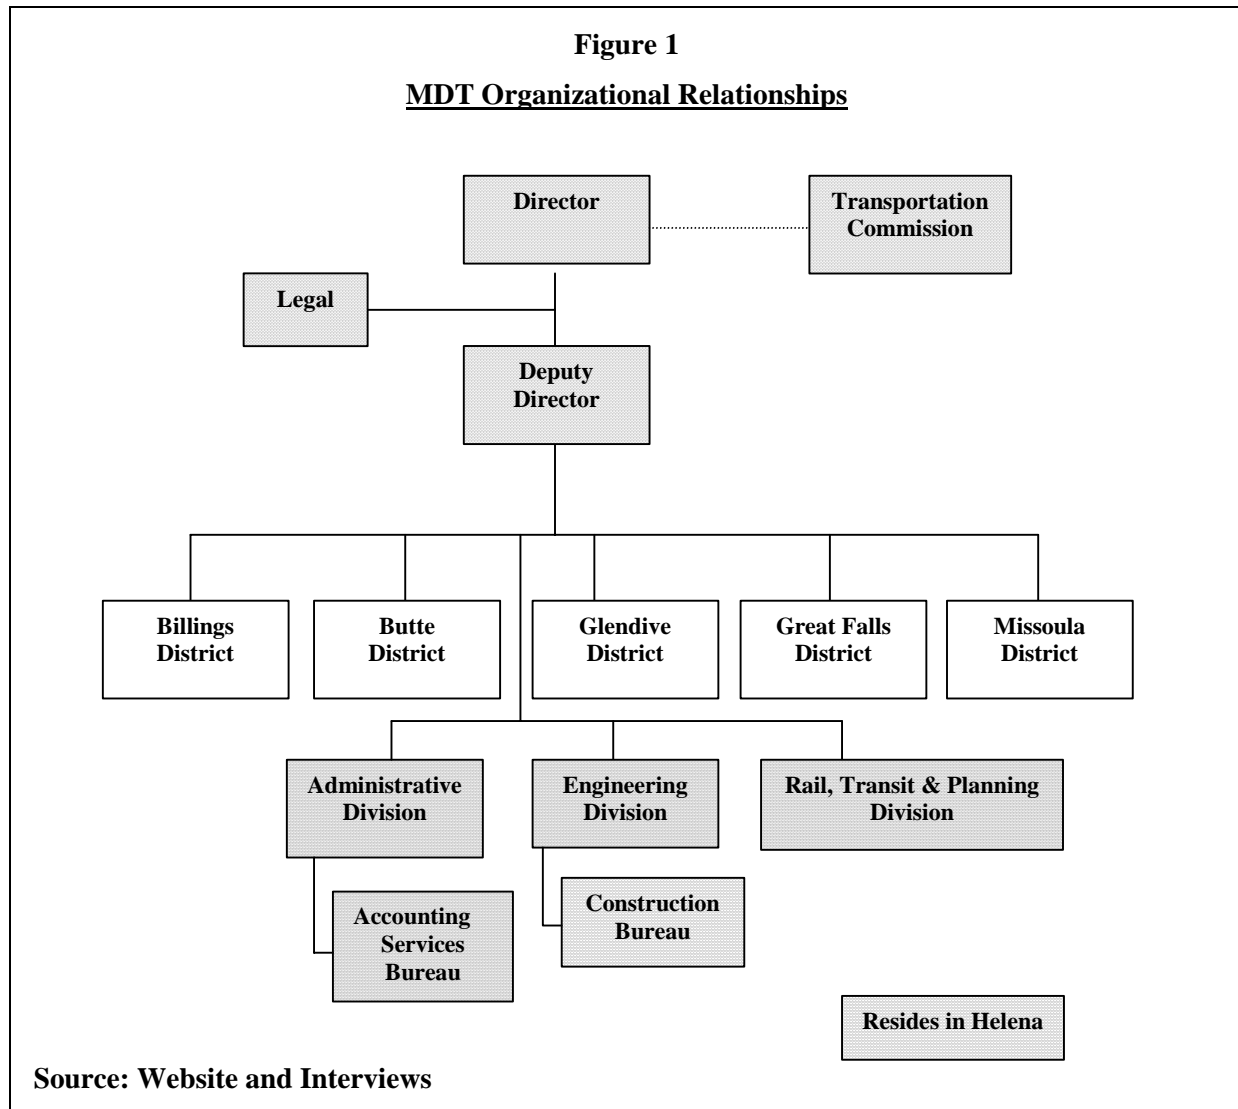 Figure 1
MDT Organizational Relationships
Director
Transportation
Commission
Legal
Deputy
Director
Billings
District
Butte
District
Glendive
District
Great Falls
District
Missoula
District
Administrative
Division
Engineering
Division
Rail, Transit & Planning
Division
Accounting
Services
Bureau
Construction
Bureau
Resides in Helena
Source: Website and Interviews